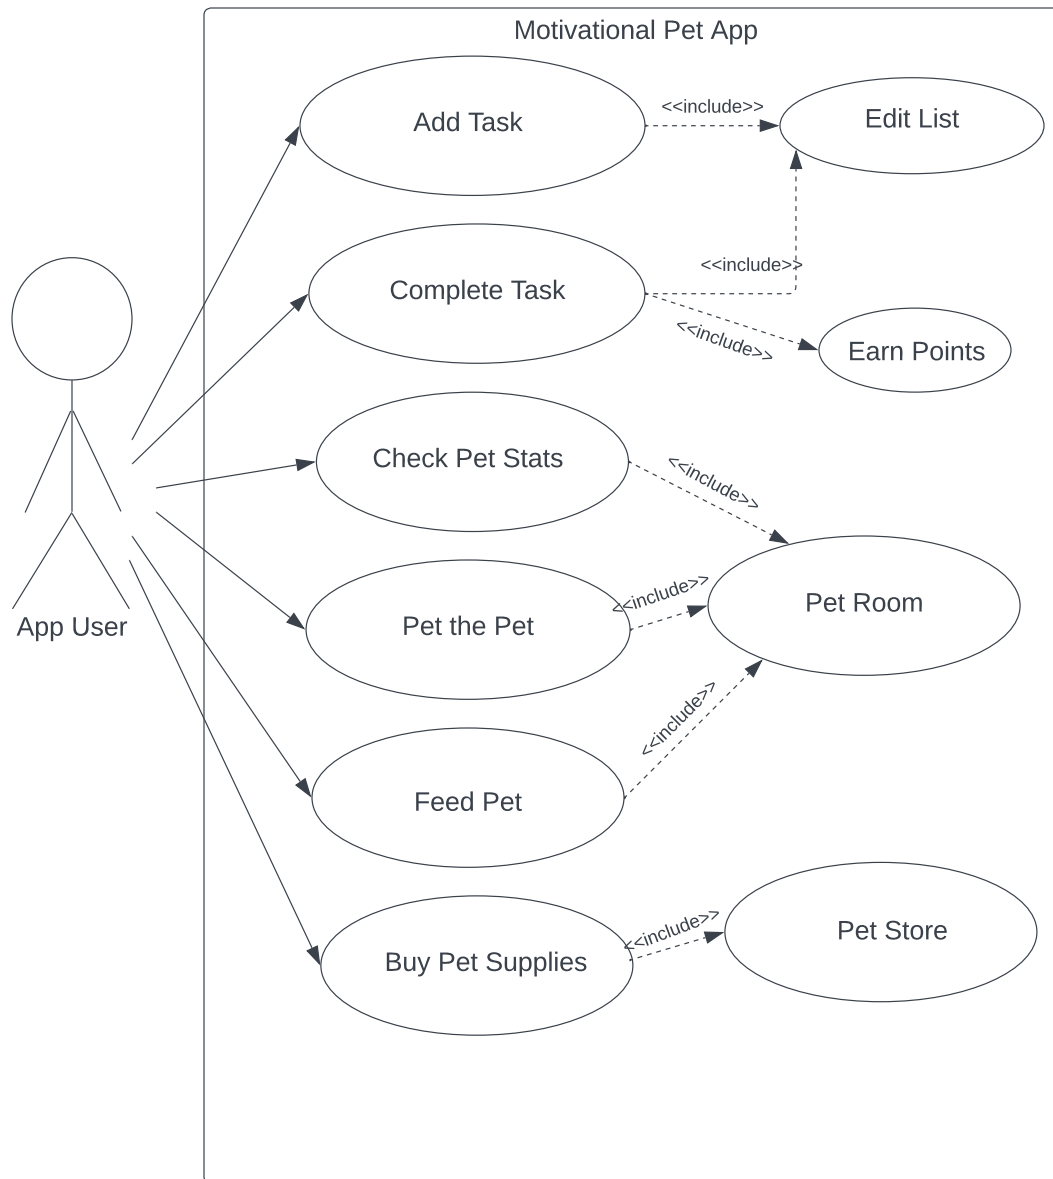 Motivational Pet App
Add Task
<<include>>
Edit List
Complete Task
<<include>>
<<include>>
Earn Points
Check Pet Stats
<<include>>
Pet the Pet
<<include>>
Pet Room
App User
<<include>>
Feed Pet
Buy Pet Supplies
<<include>>
Pet Store